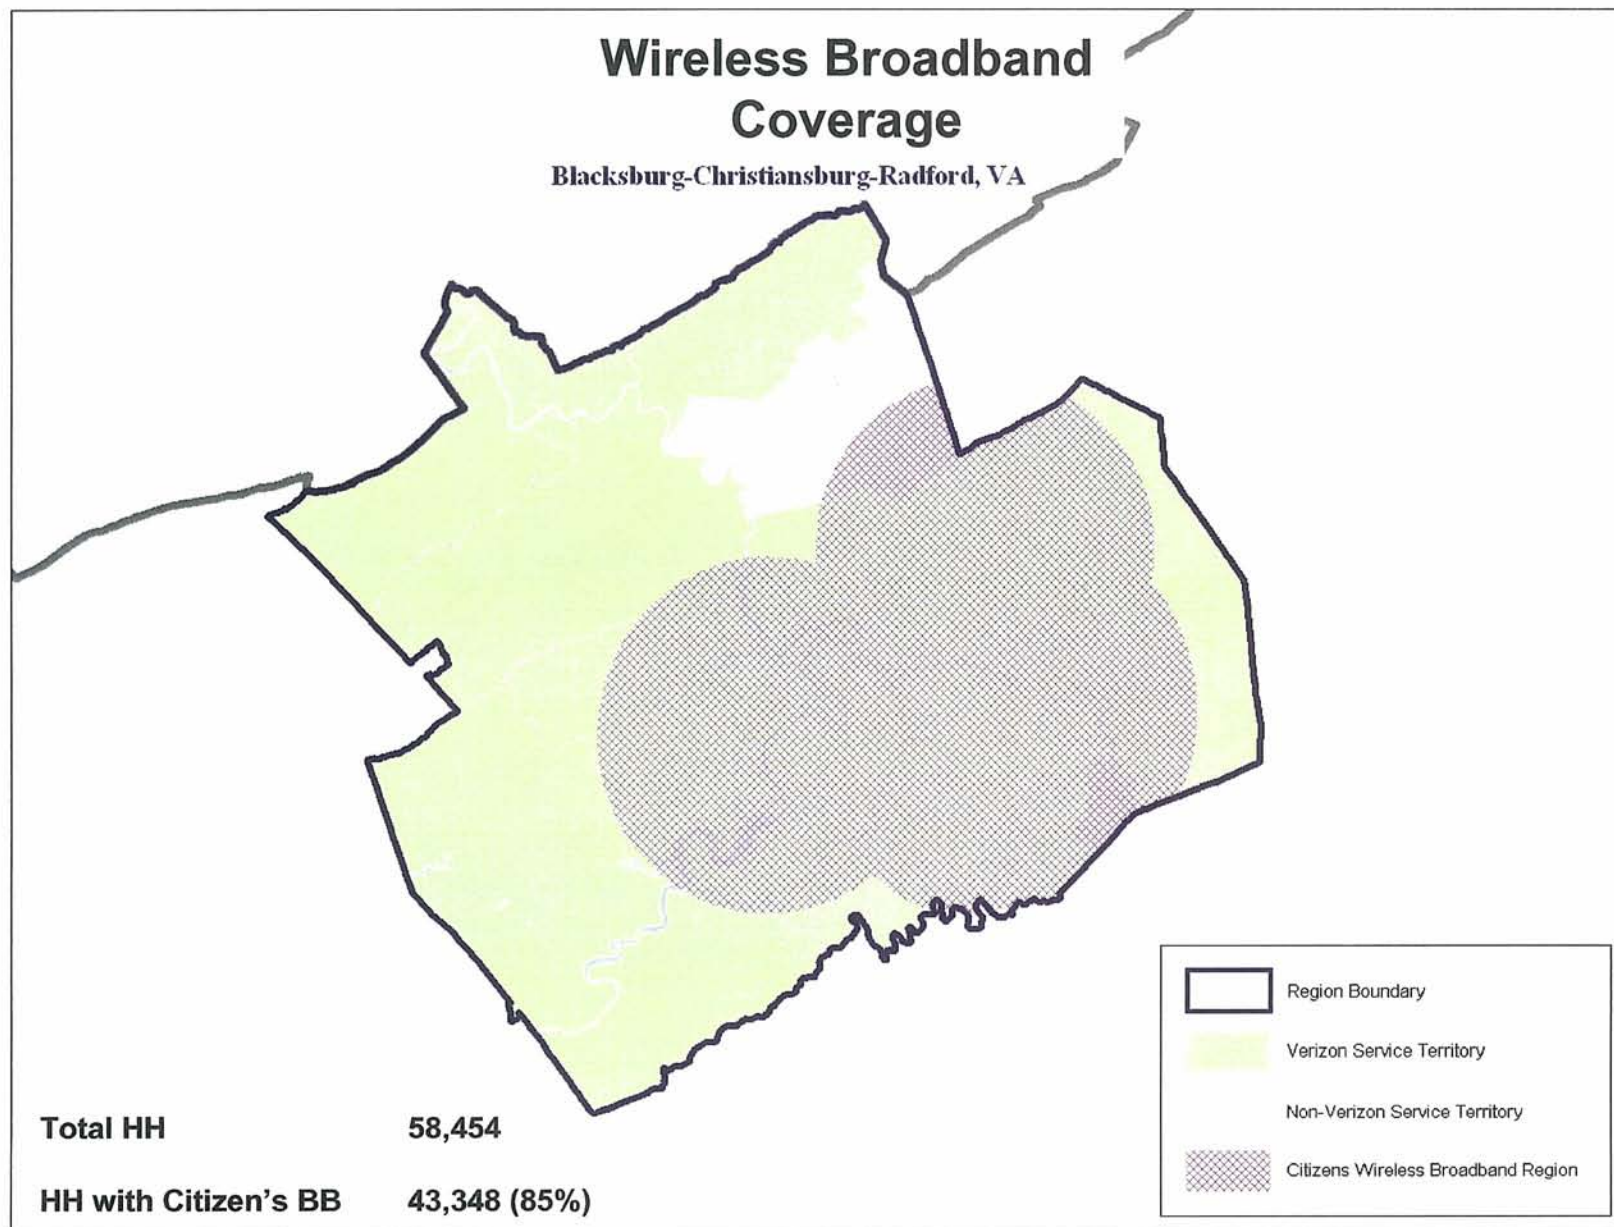 Wireless Broadband
Coverage
Blacksburg-Christiansburg-Radford, VA
Region Boundary
Verizon Service Territory
Non-Verizon Service Territory
Citizens Wireless Broadband Region
Total HH 58,454
HH with Citizen's BB 43,348 (85%)